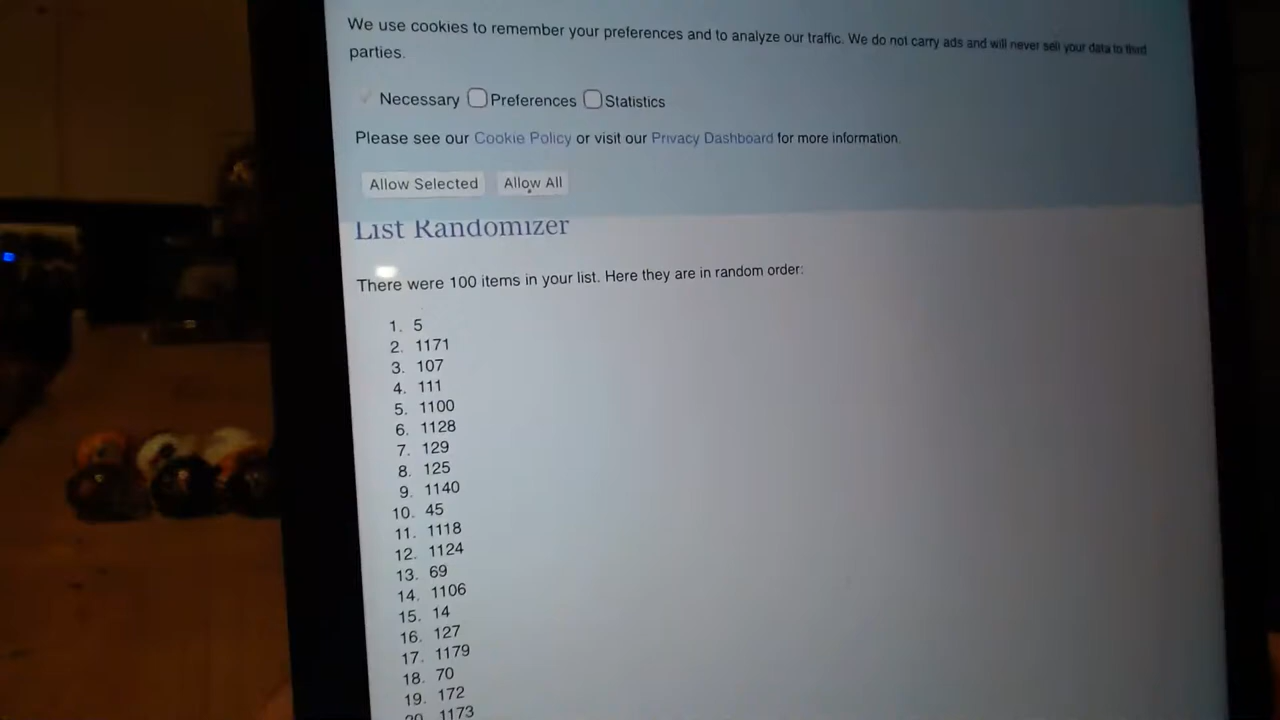 We use cookies to remember your preferences and to analyze our traffic. We do not carry ads and will never sell your data to third
parties.
Necessary Preferences Statistics
Please see our Cookie Policy or visit our Privacy Dashboard for more information.
Allow Selected Allow All
List Randomizer
There were 100 items in your list. Here they are in random order:
1. 5
2. 1171
3. 107
4. 111
5. 1100
6. 1128
7. 129
8. 125
9. 1140
10. 45
11. 1118
12. 1124
13. 69
14. 1106
15. 14
16. 127
17. 1179
18. 70
19. 172
20. 1173